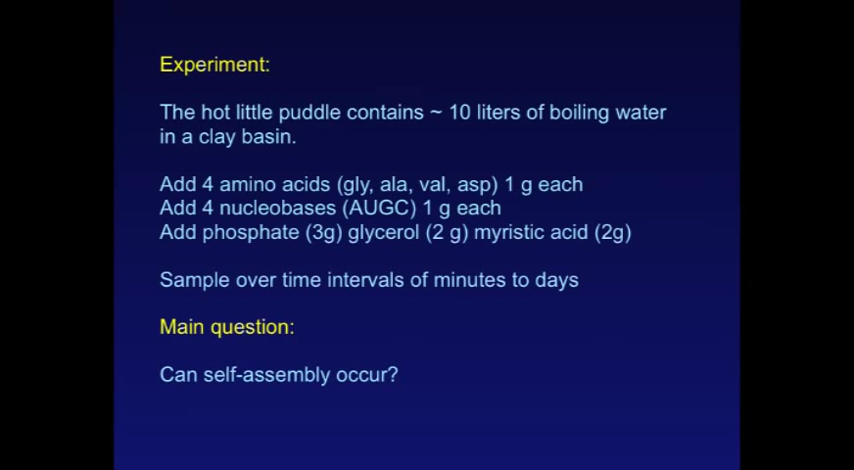 Experiment:
The hot little puddle contains ~ 10 liters of boiling water
in a clay basin.
Add 4 amino acids (gly, ala, val, asp) 1 g each
Add 4 nucleobases (AUGC) 1 g each
Add phosphate (3g) glycerol (2 g) myristic acid (2g)
Sample over time intervals of minutes to days
Main question:
Can self-assembly occur?